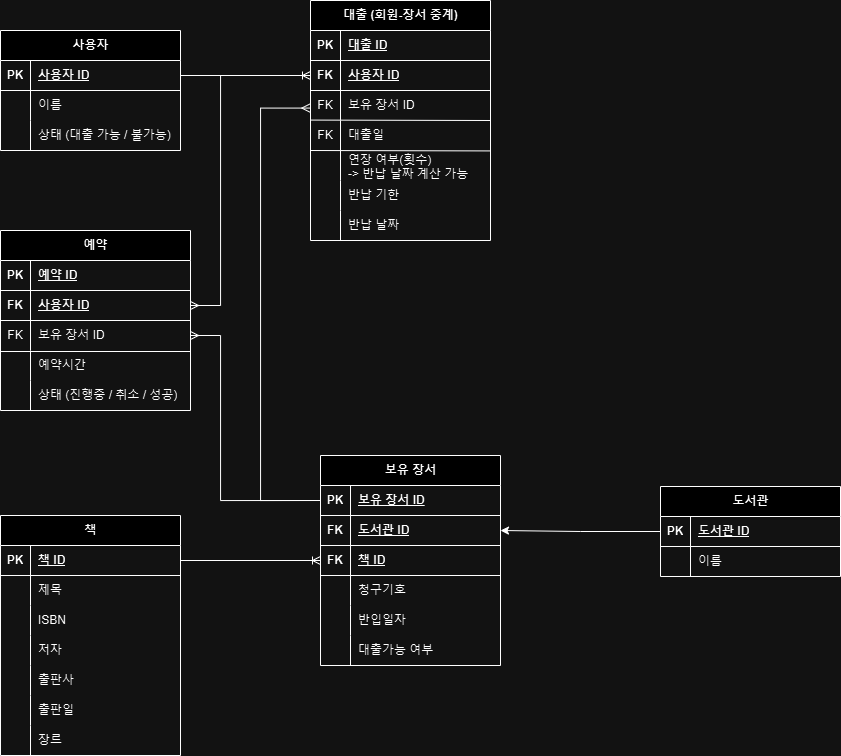 사용자
PK 사용자 ID
이름
상태 (대출 가능 / 불가능)
대출 (회원-장서 중계)
PK 대출 ID
FK 사용자 ID
FK 보유 장서 ID
FK 대출일
연장 여부(횟수)
-> 반납 날짜 계산 가능
반납 기한
반납 날짜
예약
PK 예약 ID
FK 사용자 ID
FK 보유 장서 ID
예약시간
상태 (진행중 / 취소 / 성공)
보유 장서
PK 보유 장서 ID
FK 도서관 ID
FK 책 ID
청구기호
반입일자
대출가능 여부
도서관
PK 도서관 ID
이름
책
PK 책 ID
제목
ISBN
저자
출판사
출판일
장르